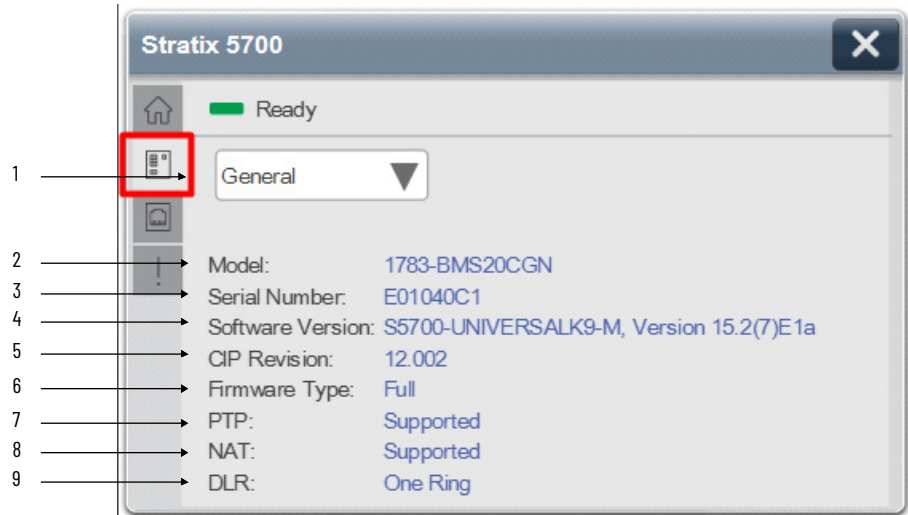 Stratix 5700
Ready
1
General
2 Model: 1783-BMS20CGN
3 Serial Number: E01040C1
4 Software Version: S5700-UNIVERSALK9-M, Version 15.2(7)E1a
5 CIP Revision: 12.002
6 Firmware Type: Full
7 PTP: Supported
8 NAT: Supported
9 DLR: One Ring